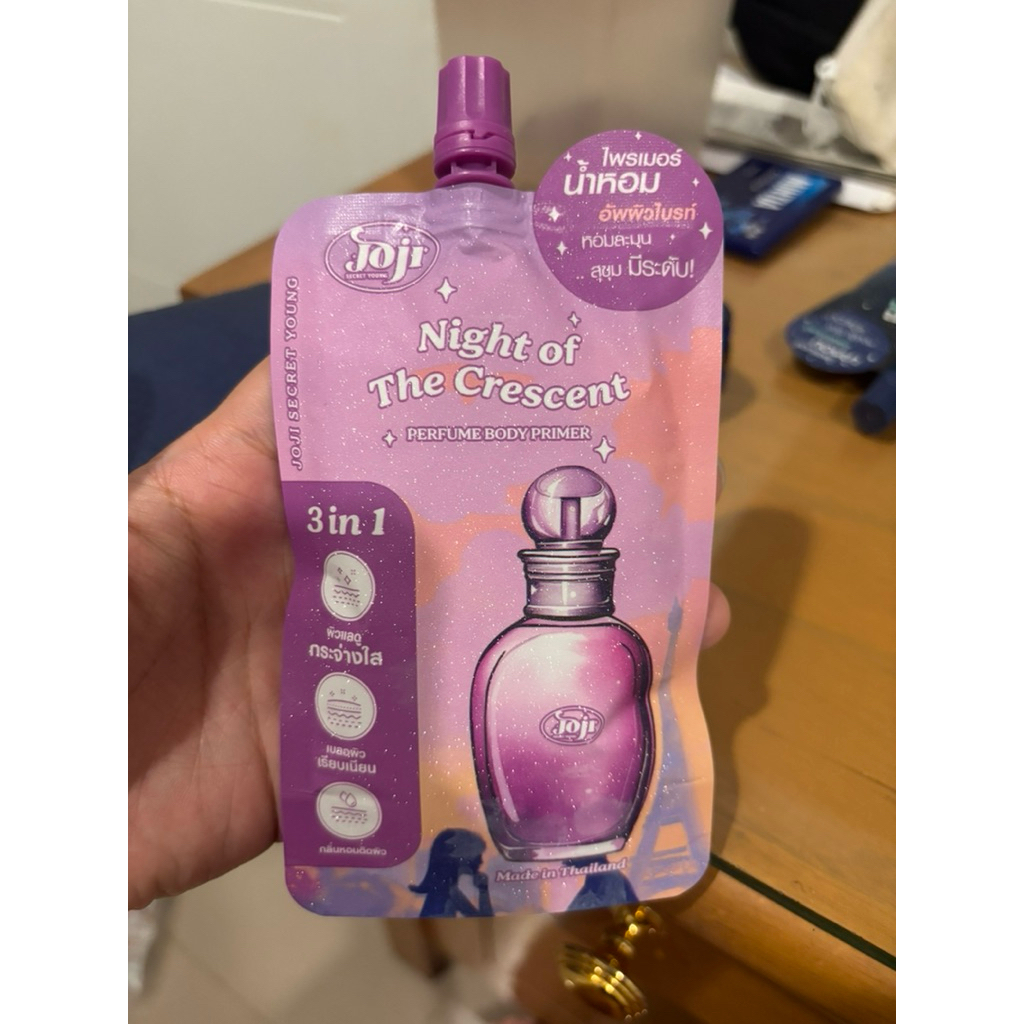 ไพรเมอร์
น้ำหอม
อัพผิวไบรท์
หอมละมุน
สุขุม มีระดับ!
Joji
SECRET YOUNG
JOJI SECRET YOUNG
Night of
The Crescent
PERFUME BODY PRIMER
3 in 1
ผิวแลดู
กระจ่างใส
เบลอผิว
เรียบเนียน
กลิ่นหอมติดผิว
Joji
Made in Thailand